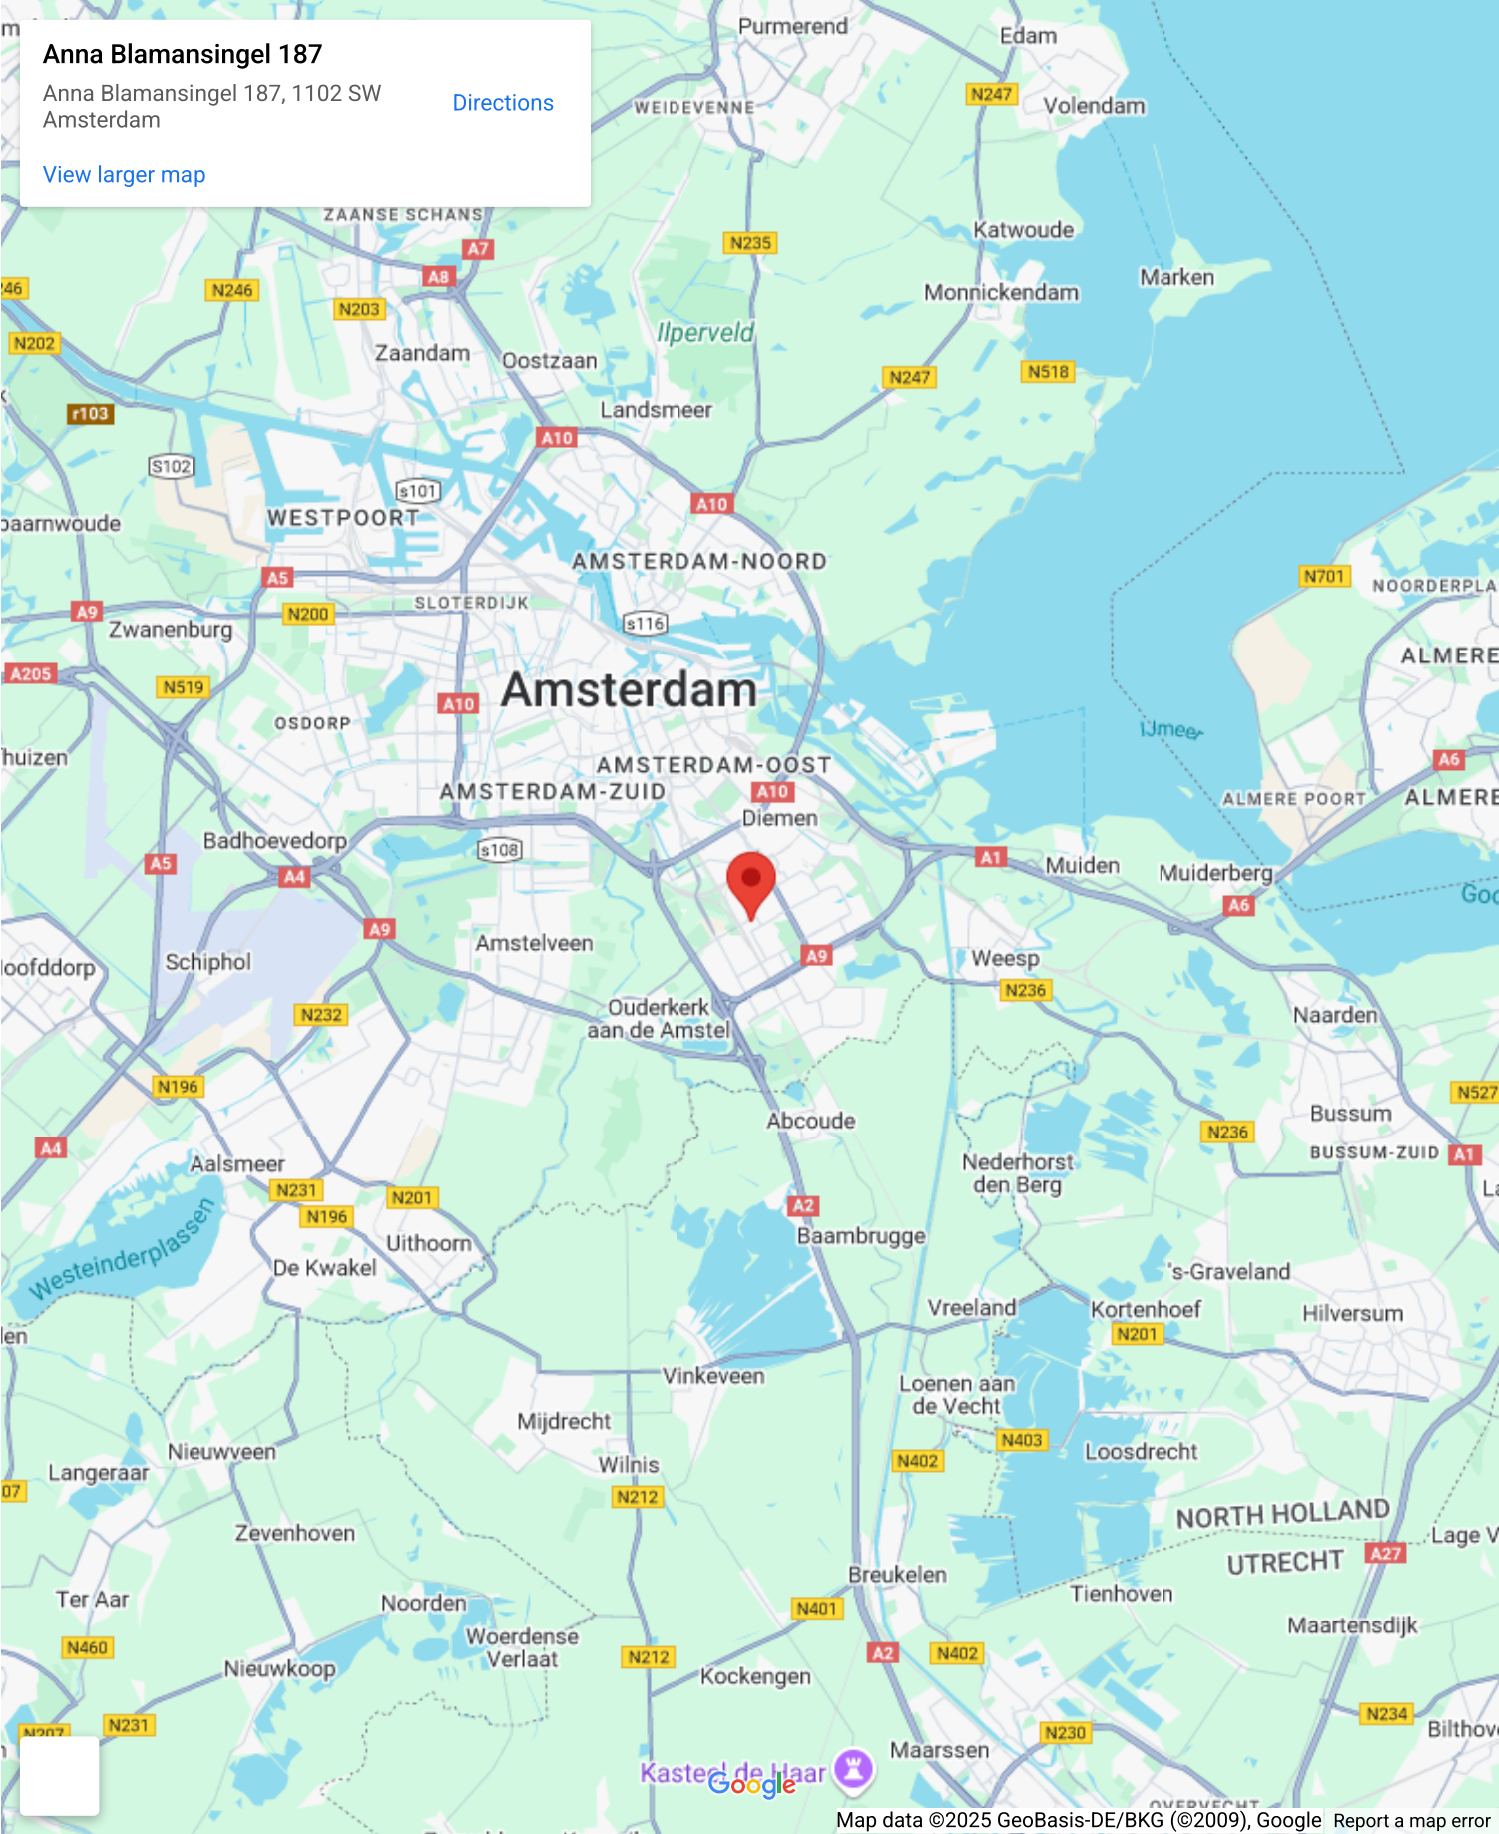 Anna Blamansingel 187
Anna Blamansingel 187, 1102 SW
Amsterdam
Directions
View larger map
Purmerend
Edam
N247
WEIDEVENNE
Volendam
ZAANSE SCHANS
Katwoude
N235
A7
A8
Marken
N246
Monnickendam
N203
Ilperveld
N202
Zaandam
Oostzaan
N518
N247
Landsmeer
r103
A10
S102
s101
A10
WESTPOORT
AMSTERDAM-NOORD
A5
N701
NOORDERPLA
SLOTERDIJK
A9
N200
s116
Zwanenburg
ALMERE
A205
N519
Amsterdam
A10
OSDORP
IJmeer
A6
AMSTERDAM-OOST
AMSTERDAM-ZUID
A10
ALMERE POORT
ALMERE
Diemen
Badhoevedorp
s108
A1
Muiden
A5
Muiderberg
A4
A6
A9
Amstelveen
A9
Schiphol
Weesp
N236
Ouderkerk
aan de Amstel
N232
Naarden
N196
N527
Abcoude
Bussum
N236
A4
BUSSUM-ZUID
A1
Aalsmeer
Nederhorst
den Berg
N231
N201
A2
N196
Westeinderplassen
Baambrugge
Uithoorn
De Kwakel
's-Graveland
Vreeland
Kortenhoef
Hilversum
N201
Vinkeveen
Loenen aan
de Vecht
Mijdrecht
N403
Nieuwveen
Loosdrecht
Langeraar
Wilnis
N402
N212
NORTH HOLLAND
Zevenhoven
UTRECHT
A27
Lage V
Breukelen
Ter Aar
Noorden
Tienhoven
N401
Maartensdijk
N460
Woerdense
Verlaat
N212
A2
N402
Nieuwkoop
Kockengen
N207
N231
N234
N230
Maarssen
Kasteel de Haar
Google
OVERVECHT
Map data ©2025 GeoBasis-DE/BKG (©2009), Google
Report a map error